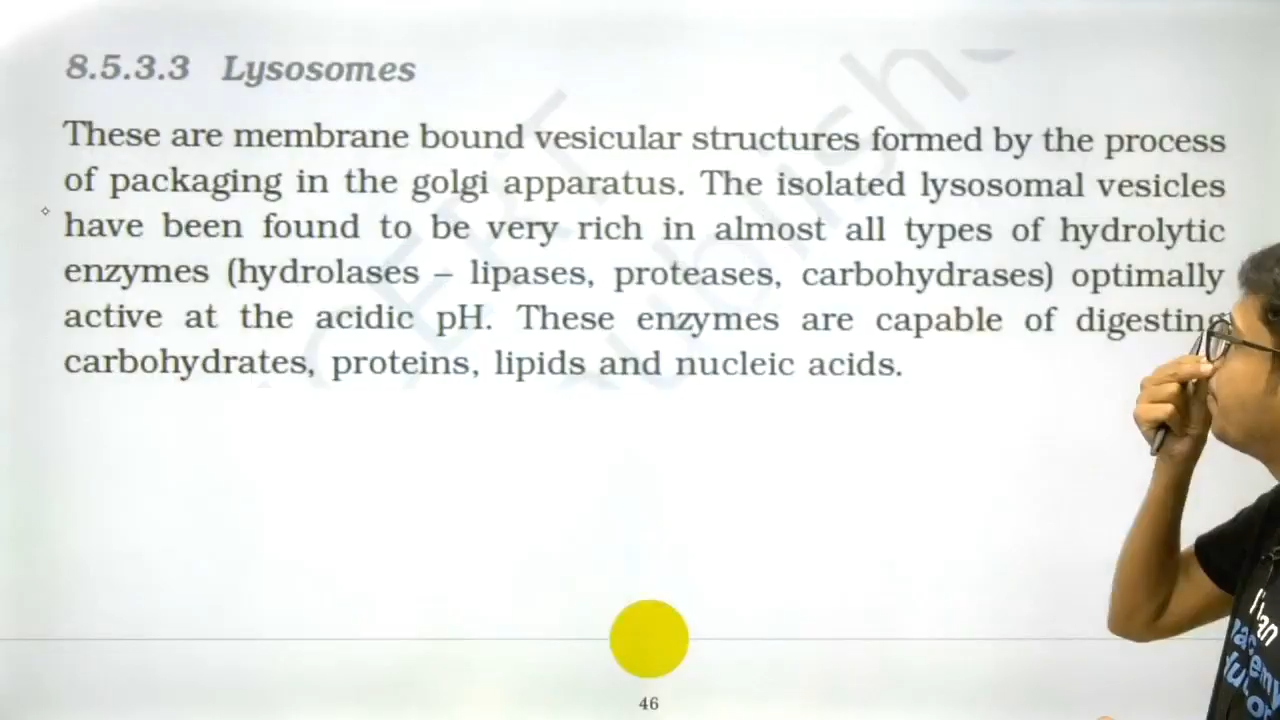 8.5.3.3 Lysosomes
These are membrane bound vesicular structures formed by the process
of packaging in the golgi apparatus. The isolated lysosomal vesicles
have been found to be very rich in almost all types of hydrolytic
enzymes (hydrolases – lipases, proteases, carbohydrases) optimally
active at the acidic pH. These enzymes are capable of digesting
carbohydrates, proteins, lipids and nucleic acids.
46